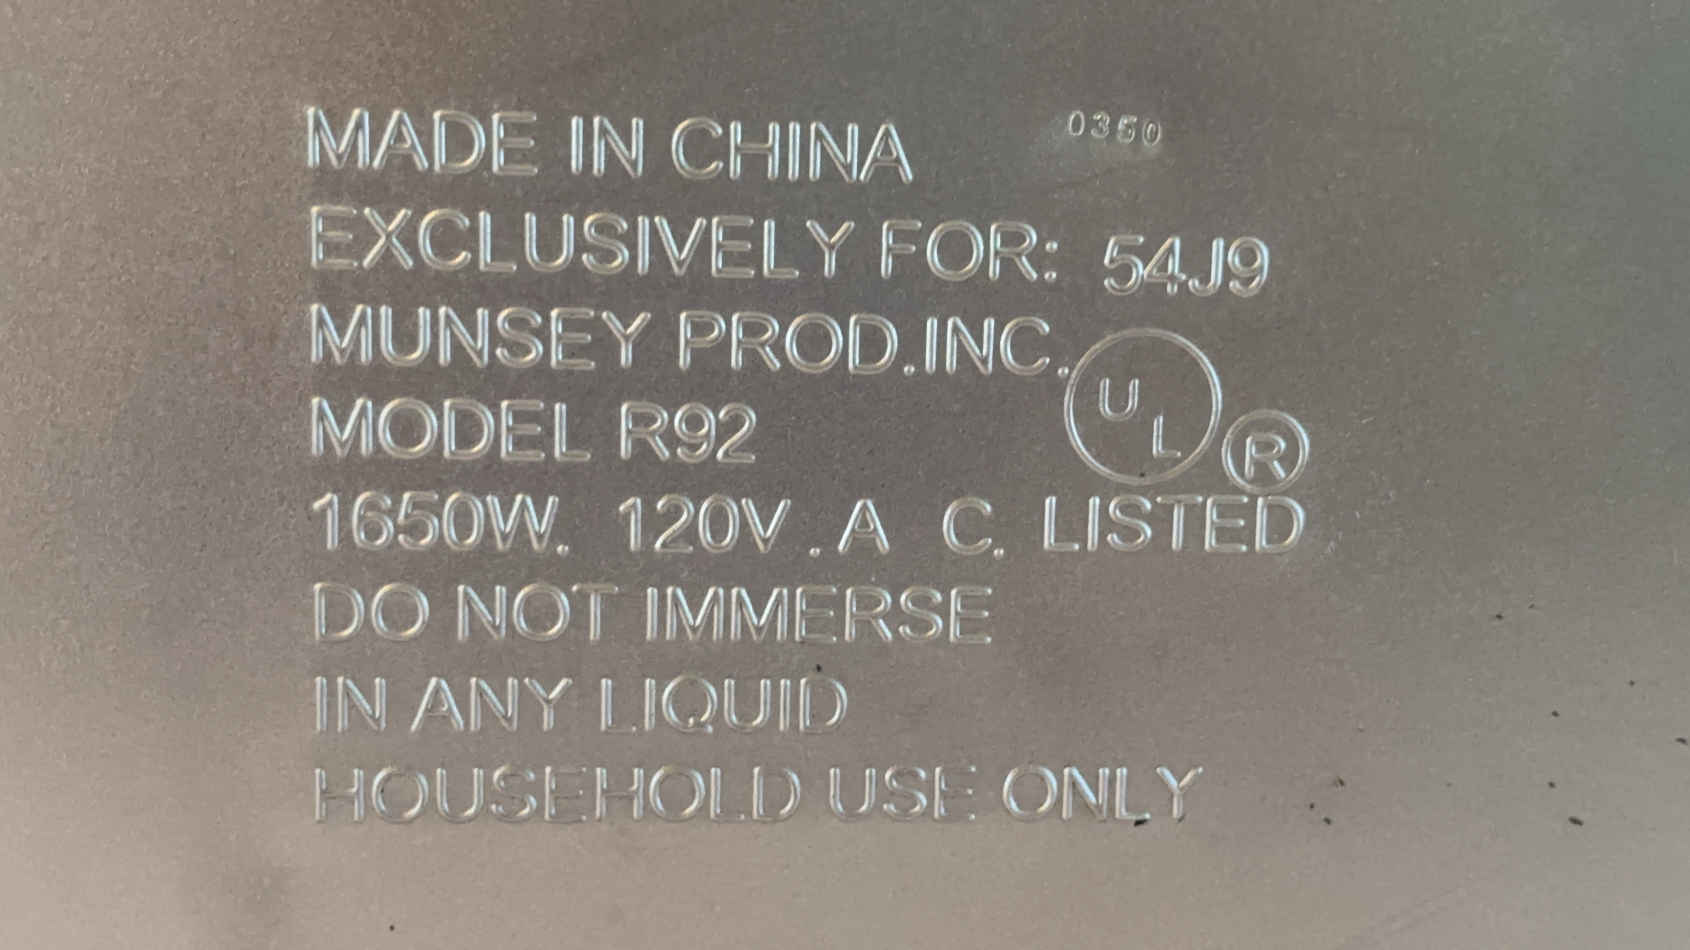 MADE IN CHINA 0350
EXCLUSIVELY FOR: 54J9
MUNSEY PROD.INC.
UL R
MODEL R92
1650W. 120V . A C. LISTED
DO NOT IMMERSE
IN ANY LIQUID
HOUSEHOLD USE ONLY